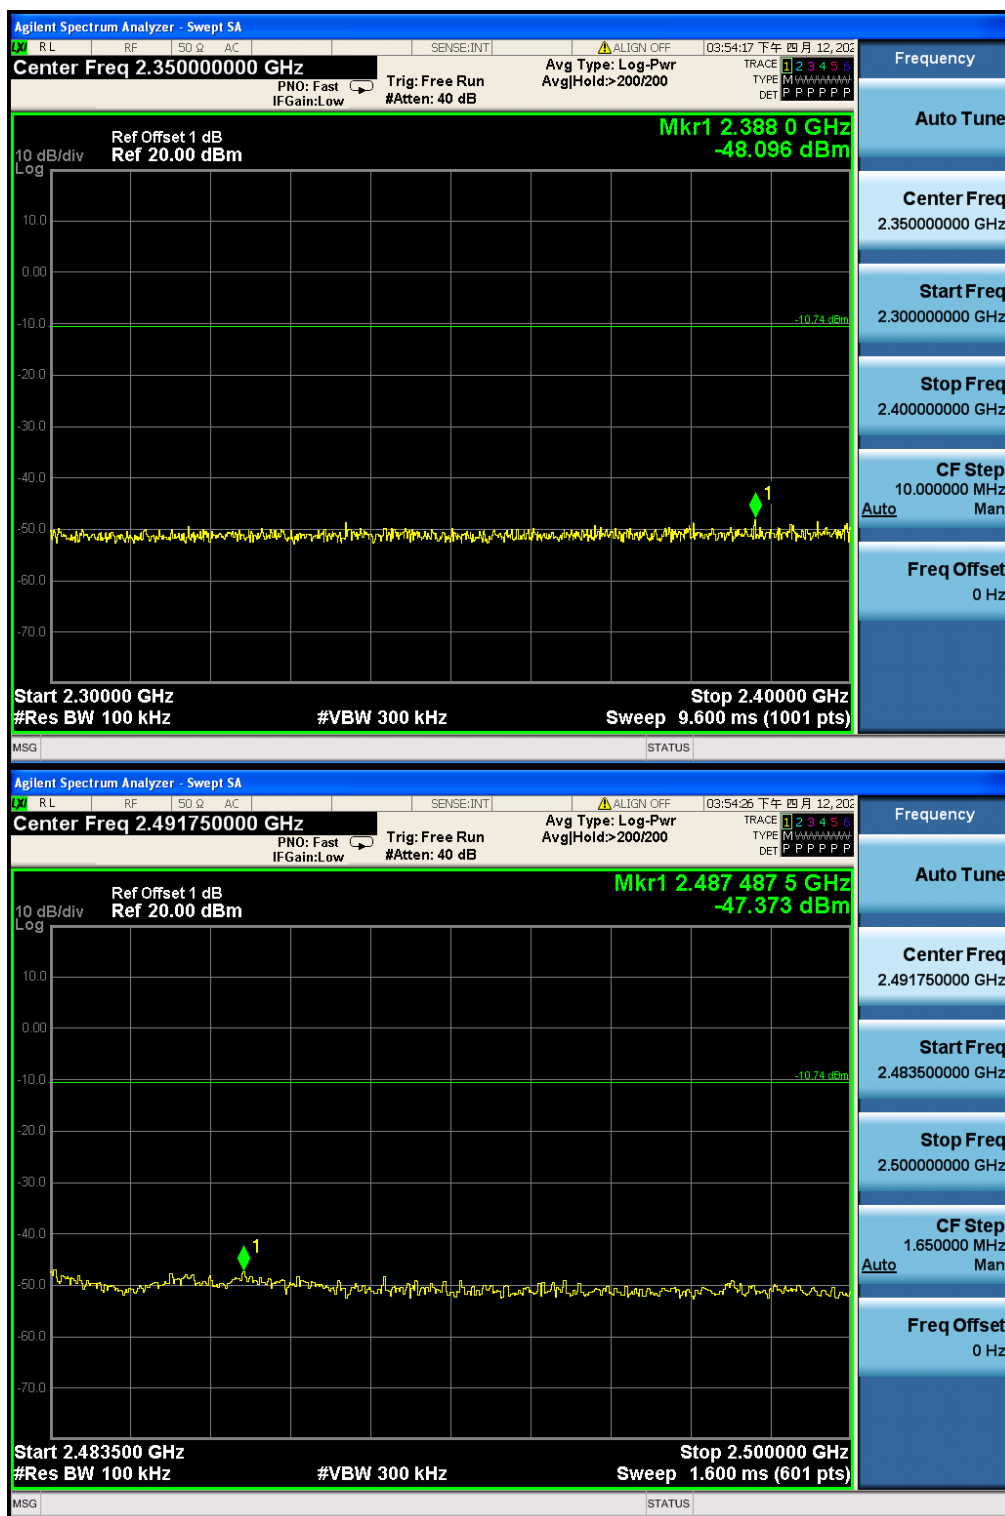 Agilent Spectrum Analyzer - Swept SA
LXI RL RF 50 Ω AC SENSE:INT ALIGN OFF 03:54:17 下午 四月 12, 202
Center Freq 2.350000000 GHz
PNO: Fast
IFGain:Low
Trig: Free Run
#Atten: 40 dB
Avg Type: Log-Pwr
Avg|Hold:>200/200
TRACE 1 2 3 4 5 6
TYPE M
DET P P P P P P
Frequency
Auto Tune
Ref Offset 1 dB
10 dB/div Ref 20.00 dBm
Log
Mkr1 2.388 0 GHz
-48.096 dBm
10.0
0.00
-10.0
-10.74 dBm
-20.0
-30.0
-40.0
1
-50.0
-60.0
-70.0
Start 2.30000 GHz
Stop 2.40000 GHz
#Res BW 100 kHz
#VBW 300 kHz
Sweep 9.600 ms (1001 pts)
Center Freq
2.350000000 GHz
Start Freq
2.300000000 GHz
Stop Freq
2.400000000 GHz
CF Step
10.000000 MHz
Auto Man
Freq Offset
0 Hz
MSG STATUS
Agilent Spectrum Analyzer - Swept SA
LXI RL RF 50 Ω AC SENSE:INT ALIGN OFF 03:54:26 下午 四月 12, 202
Center Freq 2.491750000 GHz
PNO: Fast
IFGain:Low
Trig: Free Run
#Atten: 40 dB
Avg Type: Log-Pwr
Avg|Hold:>200/200
TRACE 1 2 3 4 5 6
TYPE M
DET P P P P P P
Frequency
Auto Tune
Ref Offset 1 dB
10 dB/div Ref 20.00 dBm
Log
Mkr1 2.487 487 5 GHz
-47.373 dBm
10.0
0.00
-10.0
-10.74 dBm
-20.0
-30.0
-40.0
1
-50.0
-60.0
-70.0
Start 2.483500 GHz
Stop 2.500000 GHz
#Res BW 100 kHz
#VBW 300 kHz
Sweep 1.600 ms (601 pts)
Center Freq
2.491750000 GHz
Start Freq
2.483500000 GHz
Stop Freq
2.500000000 GHz
CF Step
1.650000 MHz
Auto Man
Freq Offset
0 Hz
MSG STATUS